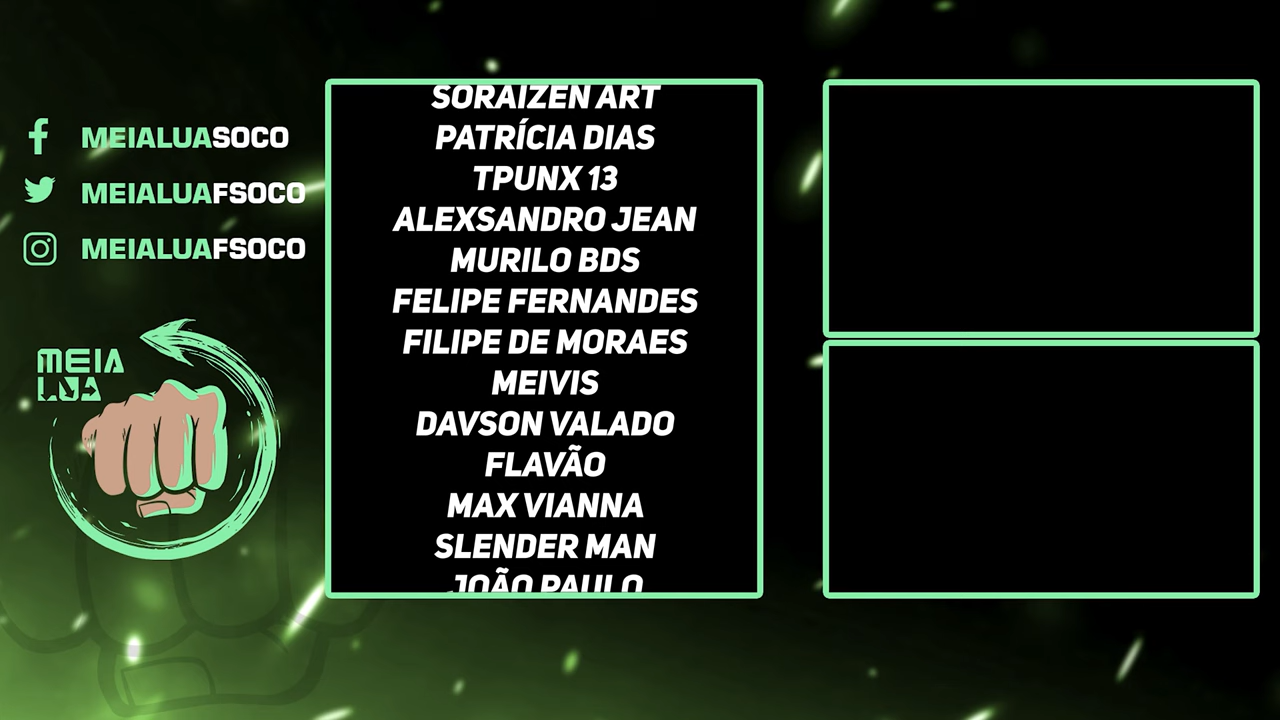 MEIALUASOCO
MEIALUAFSOCO
MEIALUAFSOCO
MEIA
LUA
SORAIZEN ART
PATRÍCIA DIAS
TPUNX 13
ALEXSANDRO JEAN
MURILO BDS
FELIPE FERNANDES
FILIPE DE MORAES
MEIVIS
DAVSON VALADO
FLAVÃO
MAX VIANNA
SLENDER MAN
JOÃO PAULO